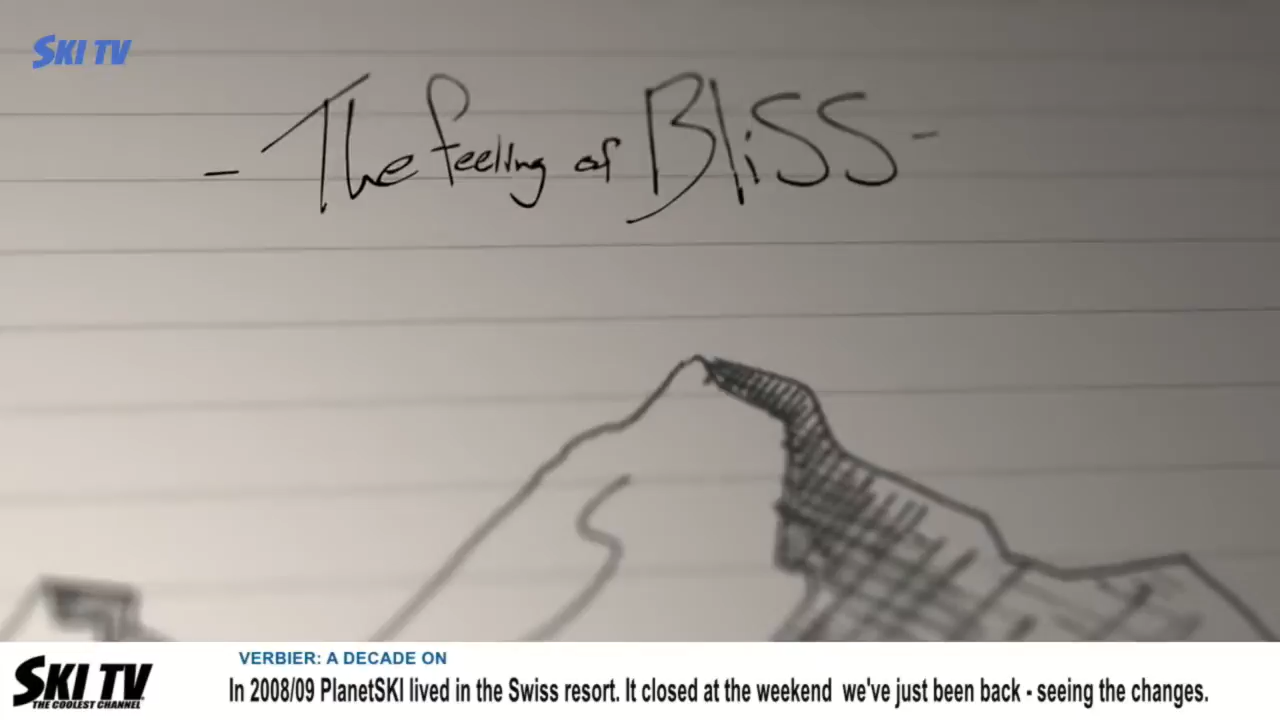 SKI TV
- The feeling of BliSS -
VERBIER: A DECADE ON
SKI TV
THE COOLEST CHANNEL
In 2008/09 PlanetSKI lived in the Swiss resort. It closed at the weekend we've just been back - seeing the changes.